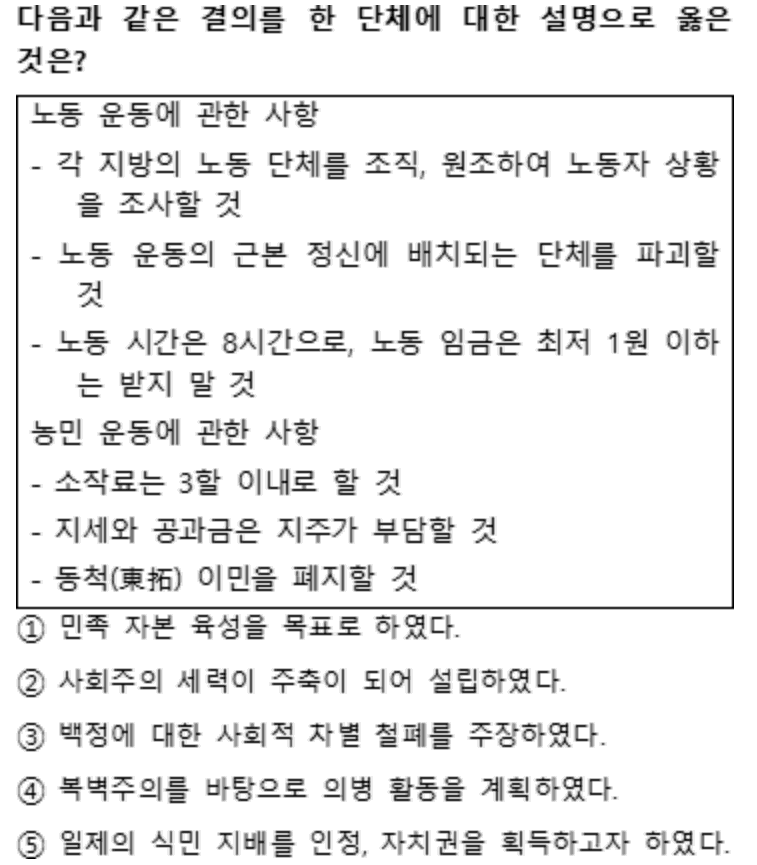 다음과 같은 결의를 한 단체에 대한 설명으로 옳은
것은?
노동 운동에 관한 사항
- 각 지방의 노동 단체를 조직, 원조하여 노동자 상황
을 조사할 것
- 노동 운동의 근본 정신에 배치되는 단체를 파괴할
것
- 노동 시간은 8시간으로, 노동 임금은 최저 1원 이하
는 받지 말 것
농민 운동에 관한 사항
- 소작료는 3할 이내로 할 것
- 지세와 공과금은 지주가 부담할 것
- 동척(東拓) 이민을 폐지할 것
① 민족 자본 육성을 목표로 하였다.
② 사회주의 세력이 주축이 되어 설립하였다.
③ 백정에 대한 사회적 차별 철폐를 주장하였다.
④ 복벽주의를 바탕으로 의병 활동을 계획하였다.
⑤ 일제의 식민 지배를 인정, 자치권을 획득하고자 하였다.